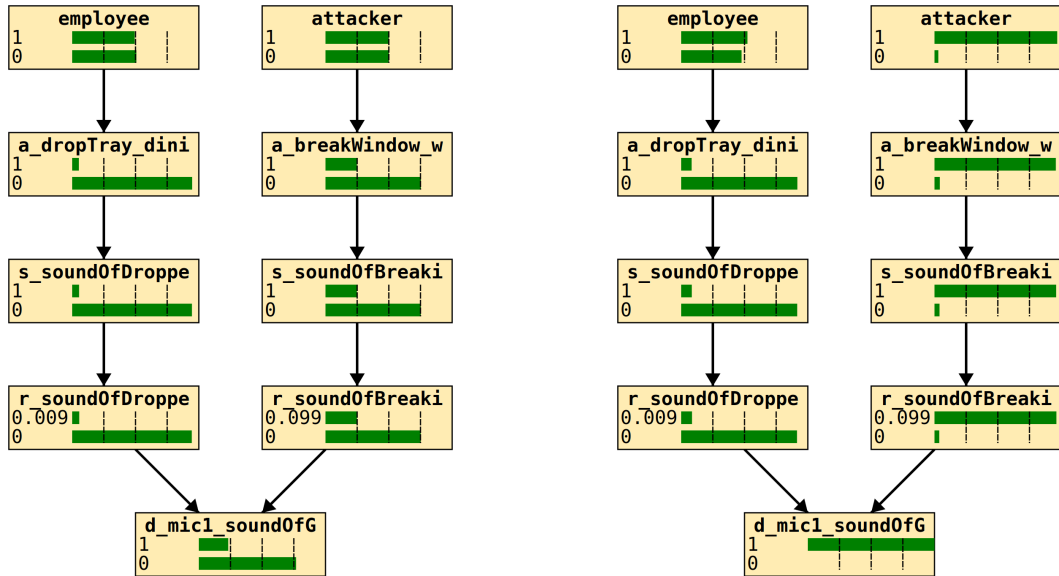 employee
1
0
attacker
1
0
employee
1
0
attacker
1
0
a_dropTray_dini
1
0
a_breakWindow_w
1
0
a_dropTray_dini
1
0
a_breakWindow_w
1
0
s_soundOfDroppe
1
0
s_soundOfBreaki
1
0
s_soundOfDroppe
1
0
s_soundOfBreaki
1
0
r_soundOfDroppe
0.009
0
r_soundOfBreaki
0.099
0
r_soundOfDroppe
0.009
0
r_soundOfBreaki
0.099
0
d_mic1_soundOfG
1
0
d_mic1_soundOfG
1
0